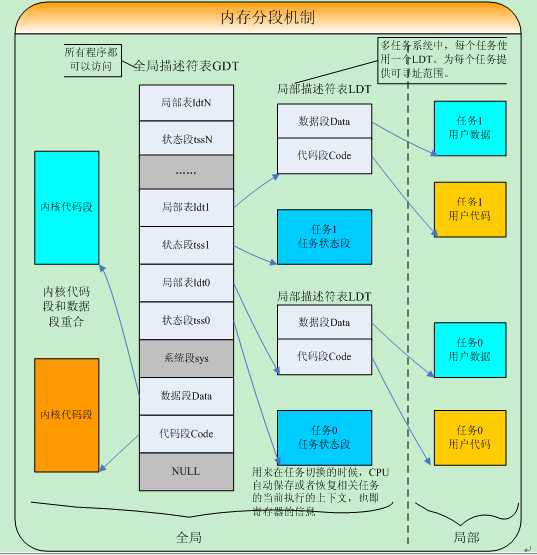 内存分段机制
所有程序都
可以访问
全局描述符表GDT
多任务系统中，每个任务使
用一个LDT。为每个任务提
供可寻址范围。
局部描述符表LDT
局部表ldtN
状态段tssN
……
局部表ldt1
状态段tss1
局部表ldt0
状态段tss0
系统段sys
数据段Data
代码段Code
NULL
内核代码段
内核代码
段和数据
段重合
内核代码段
数据段Data
代码段Code
任务1
任务状态段
局部描述符表LDT
数据段Data
代码段Code
任务0
任务状态段
用来在任务切换的时候，CPU
自动保存或者恢复相关任务
的当前执行的上下文，也即
寄存器的信息
任务1
用户数据
任务1
用户代码
任务0
用户数据
任务0
用户代码
全局
局部